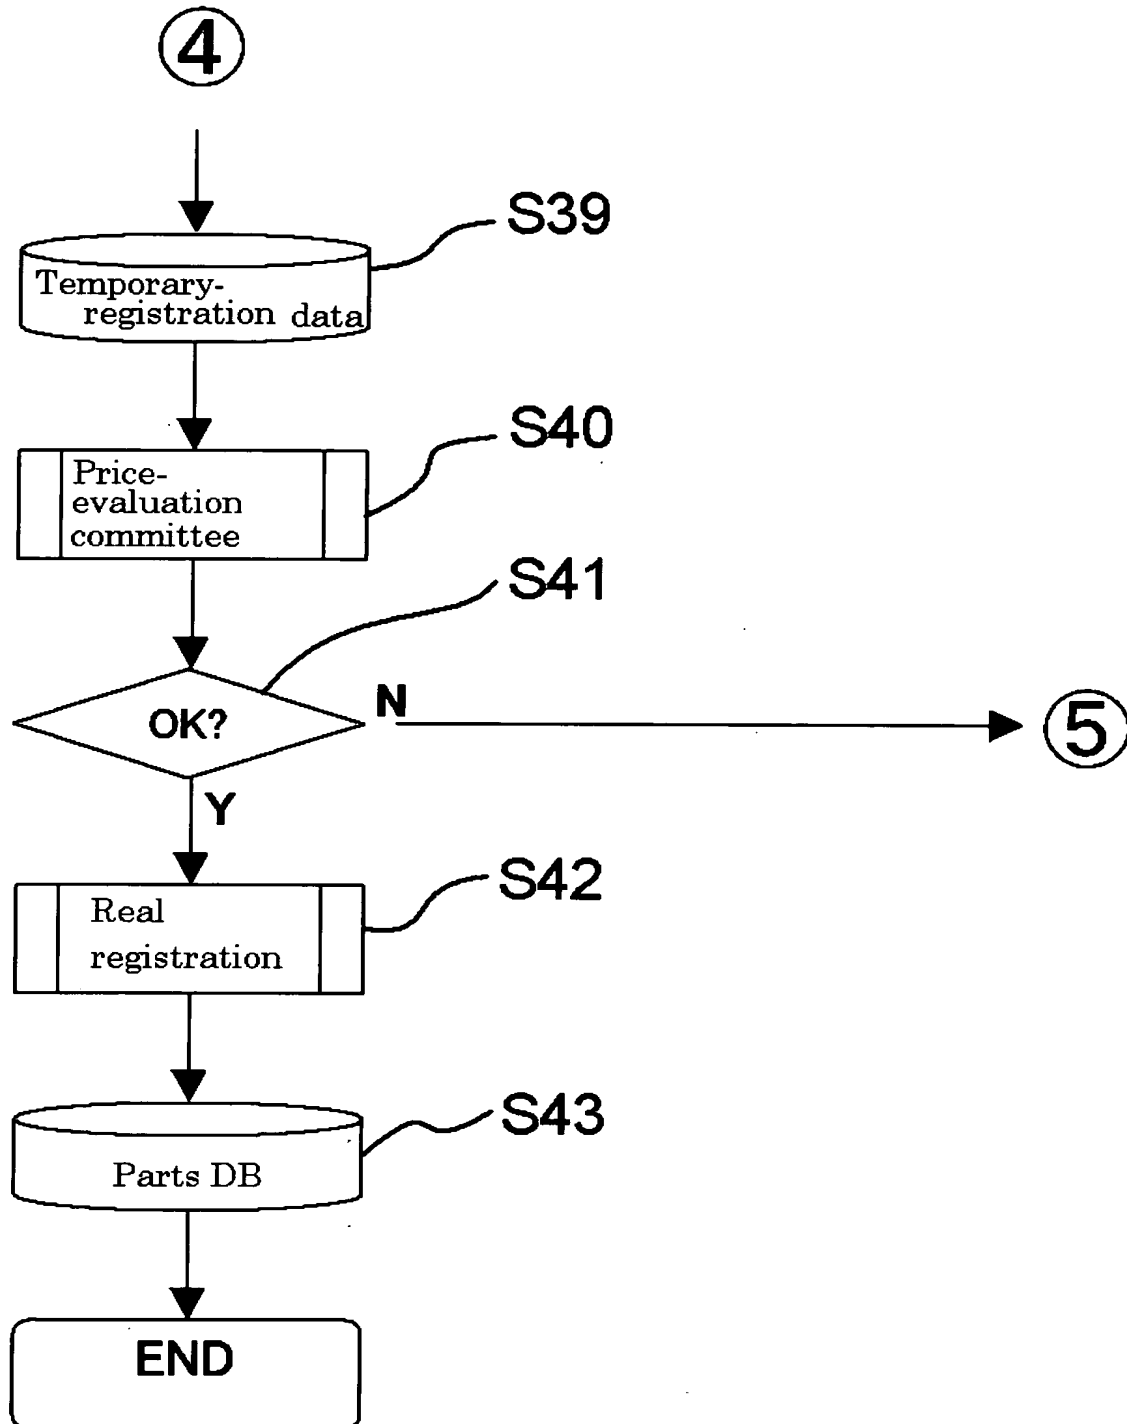 ④
S39
Temporary-
registration data
S40
Price-
evaluation
committee
S41
OK?
N
⑤
Y
S42
Real
registration
S43
Parts DB
END